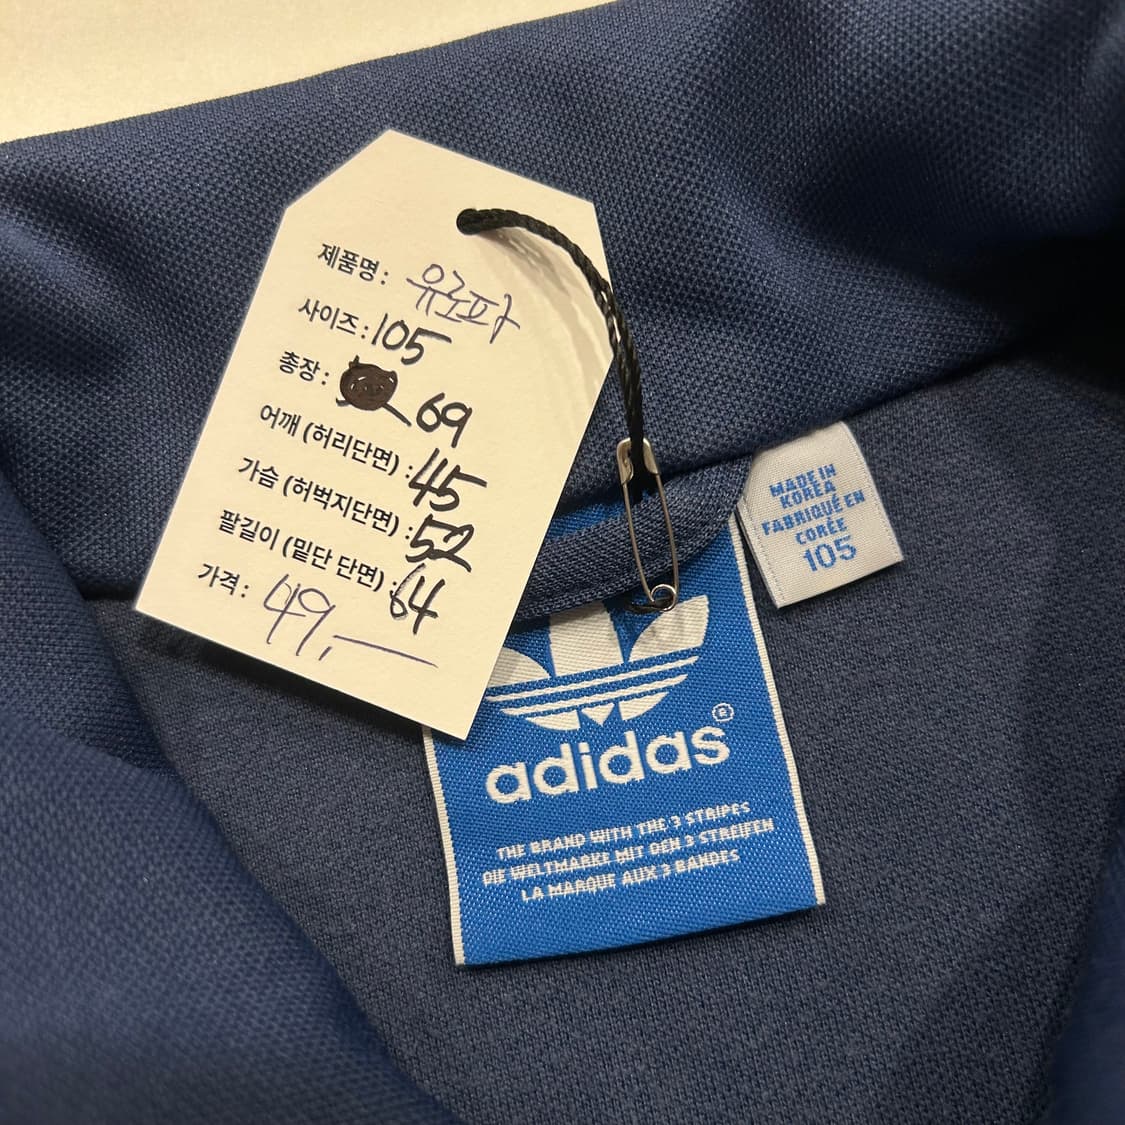 제품명: 유로파
사이즈: 105
총장: 69
어깨 (허리단면) : 45
가슴 (허벅지단면) : 52
팔길이 (밑단 단면) : 64
가격: 49,—
MADE IN
KOREA
FABRIQUÉ EN
CORÉE
105
adidas®
THE BRAND WITH THE 3 STRIPES
DIE WELTMARKE MIT DEN 3 STREIFEN
LA MARQUE AUX 3 BANDES